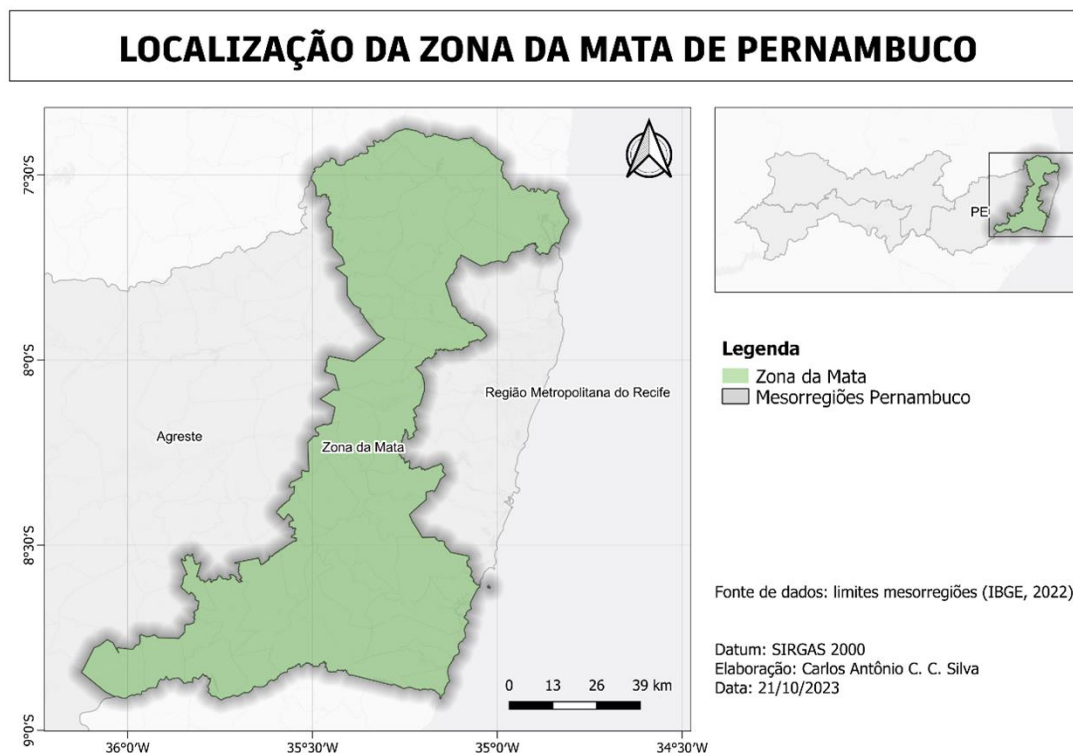 LOCALIZAÇÃO DA ZONA DA MATA DE PERNAMBUCO
7°30'S
8°0'S
8°30'S
9°0'S
36°0'W
35°30'W
35°0'W
34°30'W
Agreste
Zona da Mata
Região Metropolitana do Recife
0 13 26 39 km
PE
Legenda
Zona da Mata
Mesorregiões Pernambuco
Fonte de dados: limites mesorregiões (IBGE, 2022)
Datum: SIRGAS 2000
Elaboração: Carlos Antônio C. C. Silva
Data: 21/10/2023